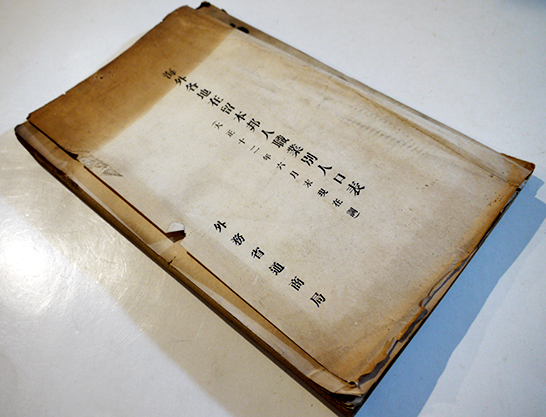 海外各地在留本邦人職業別人口表
大正十二年六月末現在調
外務省通商局